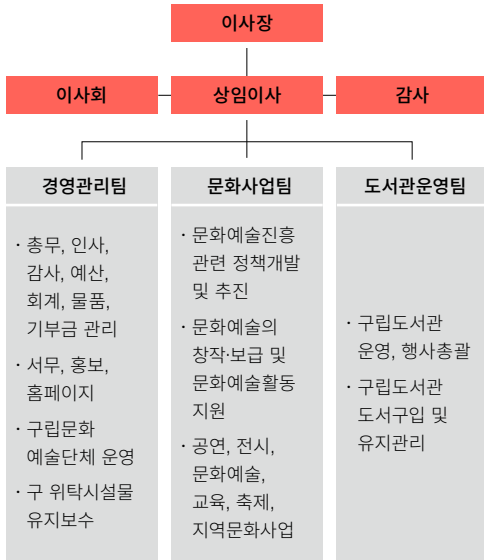 이사장
이사회
상임이사
감사
경영관리팀
· 총무, 인사,
감사, 예산,
회계, 물품,
기부금 관리
· 서무, 홍보,
홈페이지
· 구립문화
예술단체 운영
· 구 위탁시설물
유지보수
문화사업팀
· 문화예술진흥
관련 정책개발
및 추진
· 문화예술의
창작·보급 및
문화예술활동
지원
· 공연, 전시,
문화예술,
교육, 축제,
지역문화사업
도서관운영팀
· 구립도서관
운영, 행사총괄
· 구립도서관
도서구입 및
유지관리